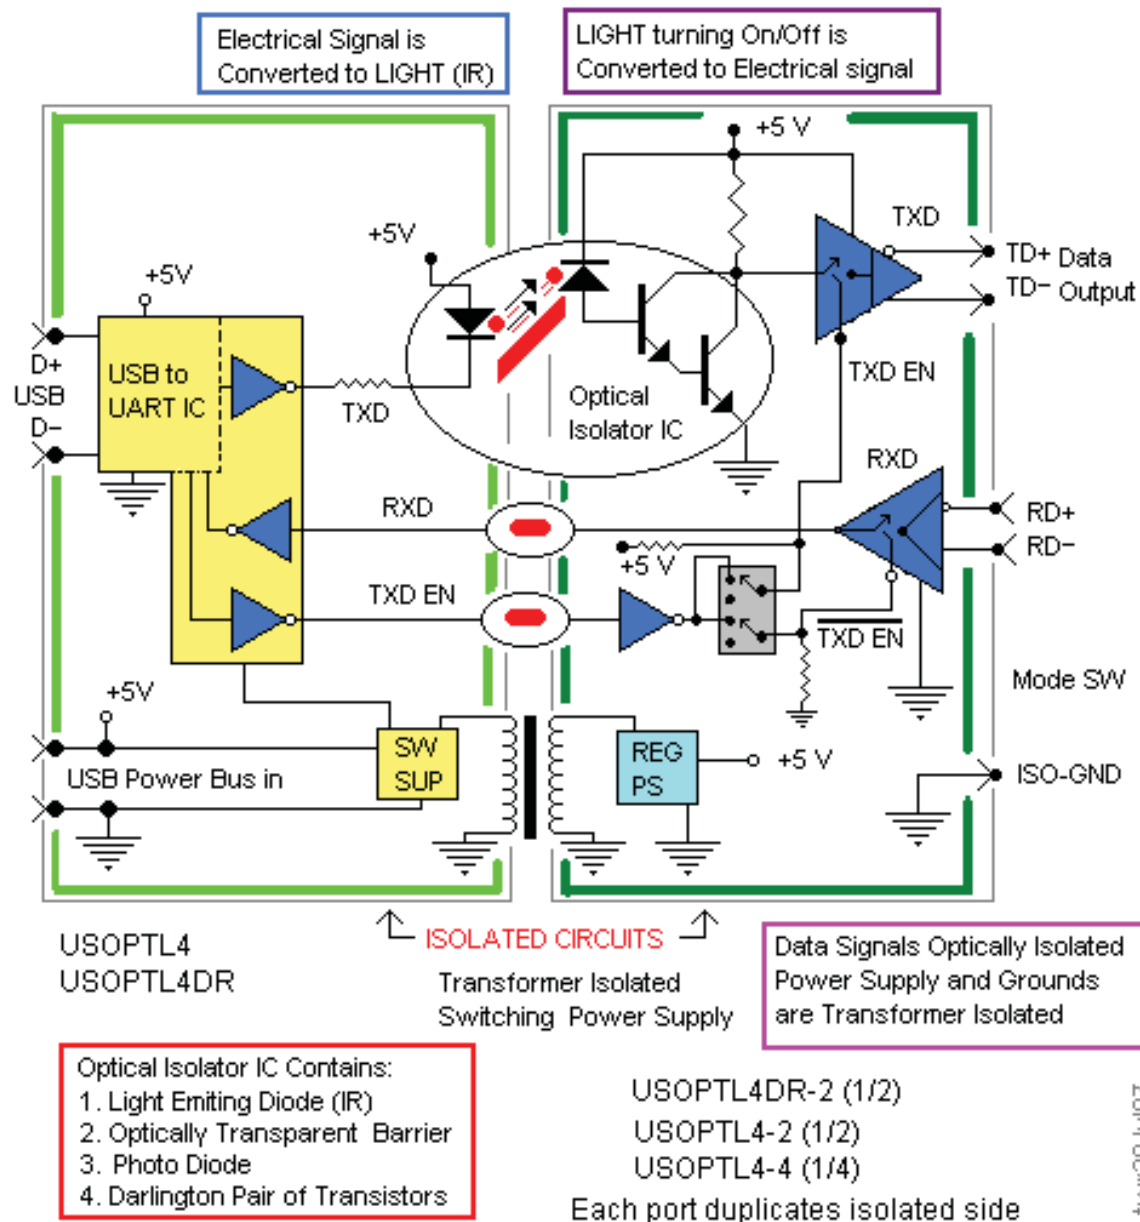 Electrical Signal is
Converted to LIGHT (IR)
LIGHT turning On/Off is
Converted to Electrical signal
+5 V
TXD
+5V
+5V
TD+ Data
TD- Output
D+
USB
D-
USB to
UART IC
TXD
Optical
Isolator IC
TXD EN
RXD
RXD
RD+
RD-
+5 V
TXD EN
TXD EN
Mode SW
+5V
SW
SUP
REG
PS
+5 V
USB Power Bus in
ISO-GND
USOPTL4
USOPTL4DR
ISOLATED CIRCUITS
Transformer Isolated
Switching Power Supply
Data Signals Optically Isolated
Power Supply and Grounds
are Transformer Isolated
Optical Isolator IC Contains:
1. Light Emiting Diode (IR)
2. Optically Transparent Barrier
3. Photo Diode
4. Darlington Pair of Transistors
USOPTL4DR-2 (1/2)
USOPTL4-2 (1/2)
USOPTL4-4 (1/4)
Each port duplicates isolated side